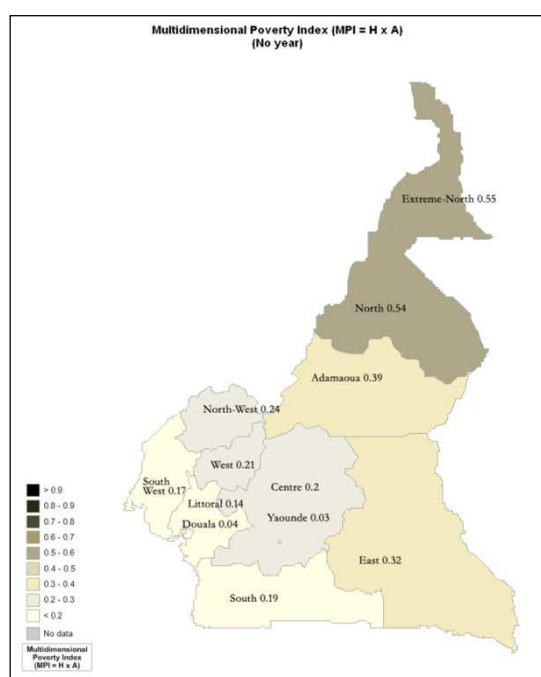 Multidimensional Poverty Index (MPI = H x A)
(No year)
Extreme-North 0.55
North 0.54
Adamaoua 0.39
North-West 0.24
West 0.21
South
West 0.17
Centre 0.2
Littoral 0.14
Yaounde 0.03
Douala 0.04
East 0.32
South 0.19
> 0.9
0.8 - 0.9
0.7 - 0.8
0.6 - 0.7
0.5 - 0.6
0.4 - 0.5
0.3 - 0.4
0.2 - 0.3
< 0.2
No data
Multidimensional
Poverty Index
(MPI = H x A)